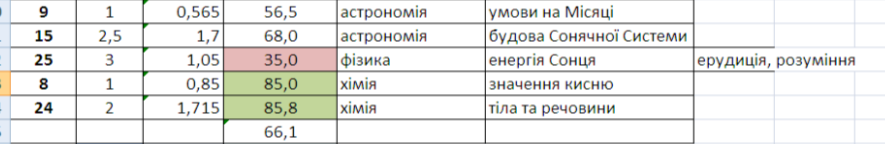 9 1 0,565 56,5 астрономія умови на Місяці
15 2,5 1,7 68,0 астрономія будова Сонячної Системи
25 3 1,05 35,0 фізика енергія Сонця ерудиція, розуміння
8 1 0,85 85,0 хімія значення кисню
24 2 1,715 85,8 хімія тіла та речовини
66,1